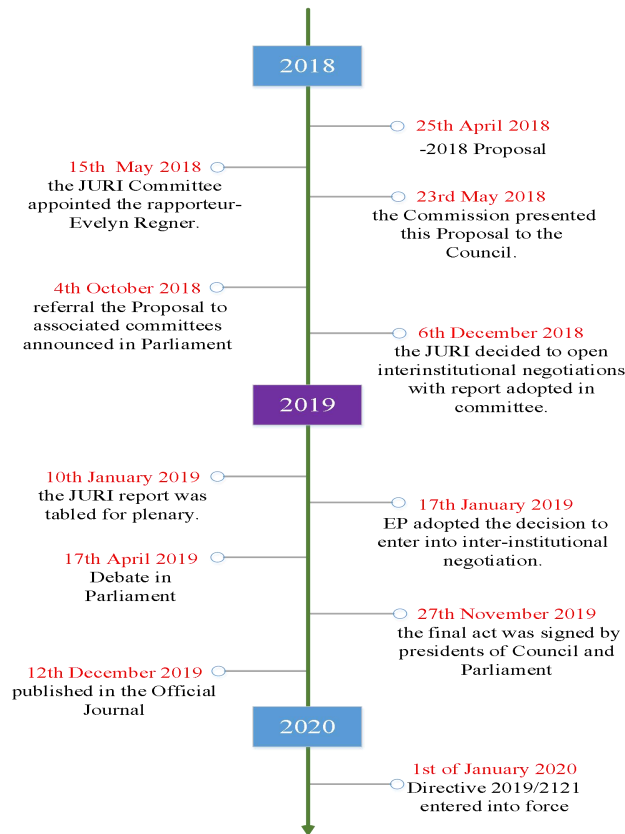 2018
25th April 2018
-2018 Proposal
15th May 2018
the JURI Committee
appointed the rapporteur-
Evelyn Regner.
23rd May 2018
the Commission presented
this Proposal to the
Council.
4th October 2018
referral the Proposal to
associated committees
announced in Parliament
6th December 2018
the JURI decided to open
interinstitutional negotiations
with report adopted in
committee.
2019
10th January 2019
the JURI report was
tabled for plenary.
17th January 2019
EP adopted the decision to
enter into inter-institutional
negotiation.
17th April 2019
Debate in
Parliament
27th November 2019
the final act was signed by
presidents of Council and
Parliament
12th December 2019
published in the Official
Journal
2020
1st of January 2020
Directive 2019/2121
entered into force